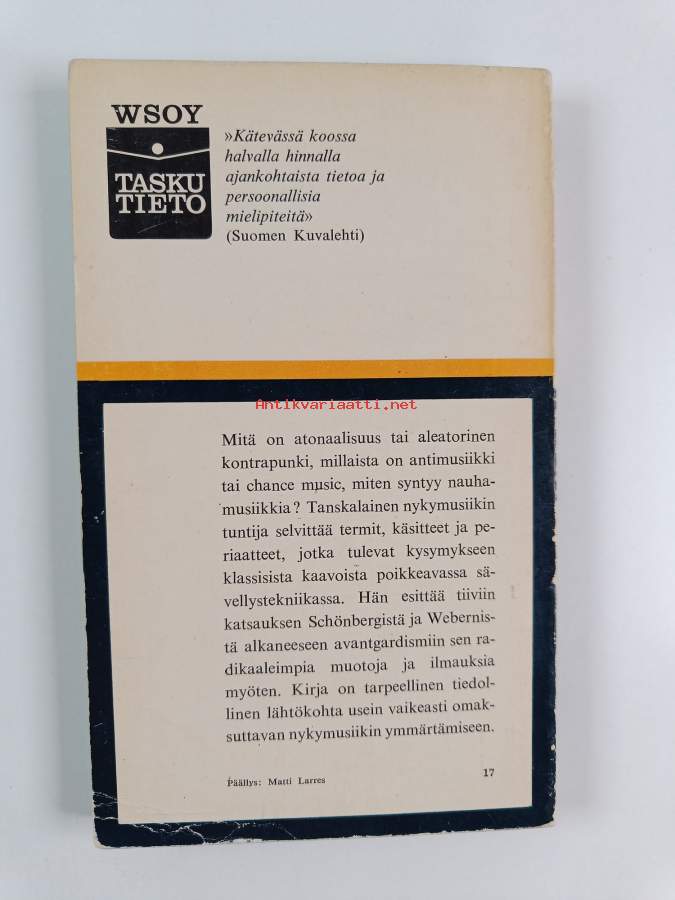 WSOY
TASKU
TIETO
»Kätevässä koossa
halvalla hinnalla
ajankohtaista tietoa ja
persoonallisia
mielipiteitä»
(Suomen Kuvalehti)
Antikvariaatti.net
Mitä on atonaalisuus tai aleatorinen
kontrapunki, millaista on antimusiikki
tai chance music, miten syntyy nauha-
musiikkia? Tanskalainen nykymusiikin
tuntija selvittää termit, käsitteet ja pe-
riaatteet, jotka tulevat kysymykseen
klassisista kaavoista poikkeavassa sä-
vellystekniikassa. Hän esittää tiiviin
katsauksen Schönbergistä ja Webernis-
tä alkaneeseen avantgardismiin sen ra-
dikaaleimpia muotoja ja ilmauksia
myöten. Kirja on tarpeellinen tiedol-
linen lähtökohta usein vaikeasti omak-
suttavan nykymusiikin ymmärtämiseen.
Päällys: Matti Larres
17